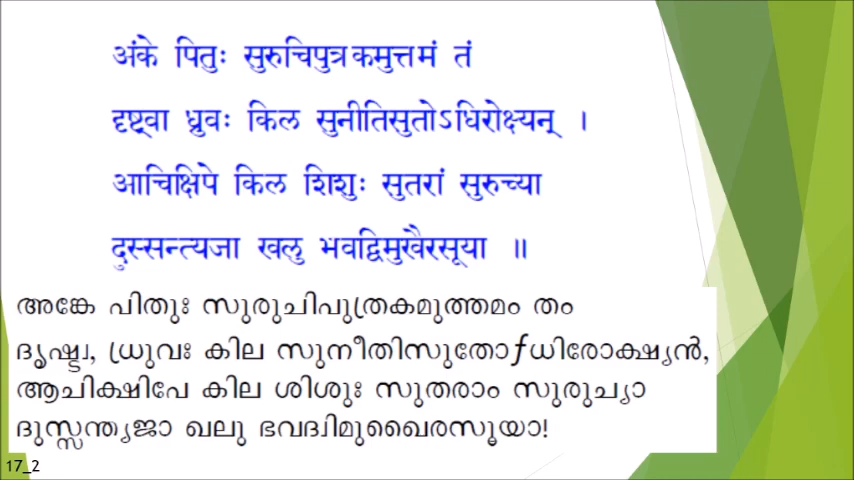 अंके पितुः सुरुचिपुत्रकमुत्तमं तं
दृष्ट्वा ध्रुवः किल सुनीतिसुतोऽधिरोक्ष्यन् ।
आचिक्षिपे किल शिशुः सुतरां सुरुच्या
दुस्सन्त्यजा खलु भवद्विमुखैरसूया ॥
അങ്കേ പിതുഃ സുരുചിപുത്രകമുത്തമം തം
ദൃഷ്ട്വ, ധ്രുവഃ കില സുനീതിസുതോƒധിരോക്ഷ്യൻ,
ആചിക്ഷിപേ കില ശിശുഃ സുതരാം സുരുച്യാ
ദുസ്സന്ത്യജാ ഖലു ഭവദ്വിമുഖൈരസൂയാ!
17_2